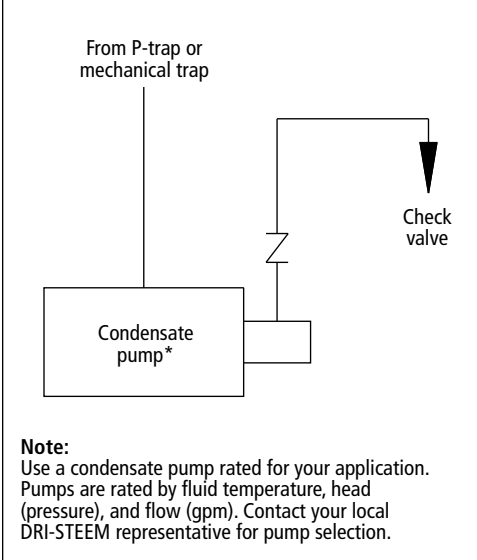 From P-trap or
mechanical trap
Check
valve
Condensate
pump*
Note:
Use a condensate pump rated for your application.
Pumps are rated by fluid temperature, head
(pressure), and flow (gpm). Contact your local
DRI-STEEM representative for pump selection.